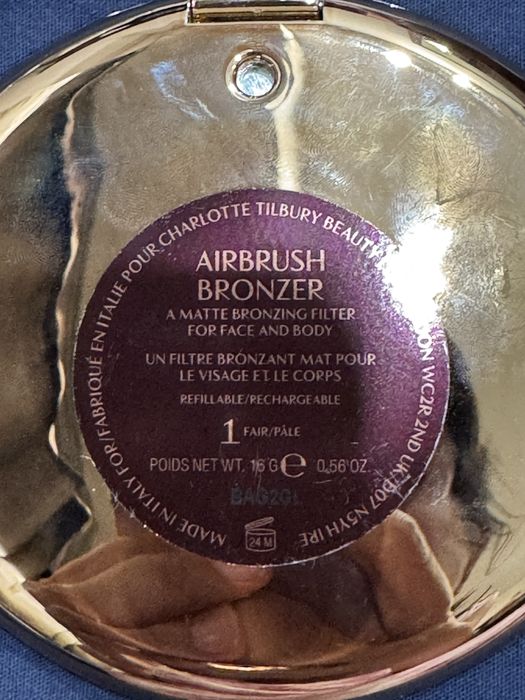 MADE IN ITALY FOR/FABRIQUÉ EN ITALIE POUR CHARLOTTE TILBURY BEAUTY WC2R 2ND UK/D07 N5YH IRE
AIRBRUSH
BRONZER
A MATTE BRONZING FILTER
FOR FACE AND BODY
UN FILTRE BRONZANT MAT POUR
LE VISAGE ET LE CORPS
REFILLABLE/RECHARGEABLE
1 FAIR/PÂLE
POIDS NET WT. 16 G ℮ 0.56 OZ.
24 M